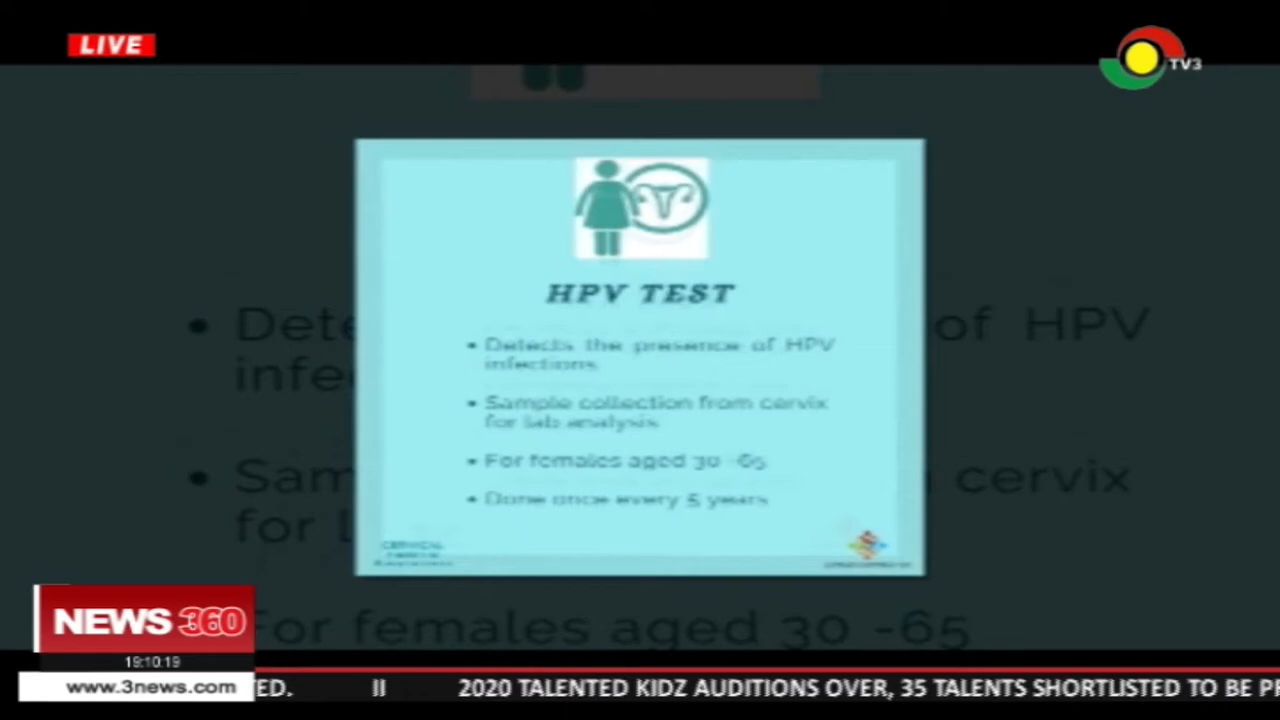 LIVE
TV3
HPV TEST
• Detects the presence of HPV
infections
• Sample collection from cervix
for lab analysis
• For females aged 30 -65
• Done once every 5 years
CERVICAL
Dete
of HPV
infe
Sam
cervix
for l
For females aged 30 -65
NEWS 360
19:10:19
www.3news.com
ED. II 2020 TALENTED KIDZ AUDITIONS OVER, 35 TALENTS SHORTLISTED TO BE PR